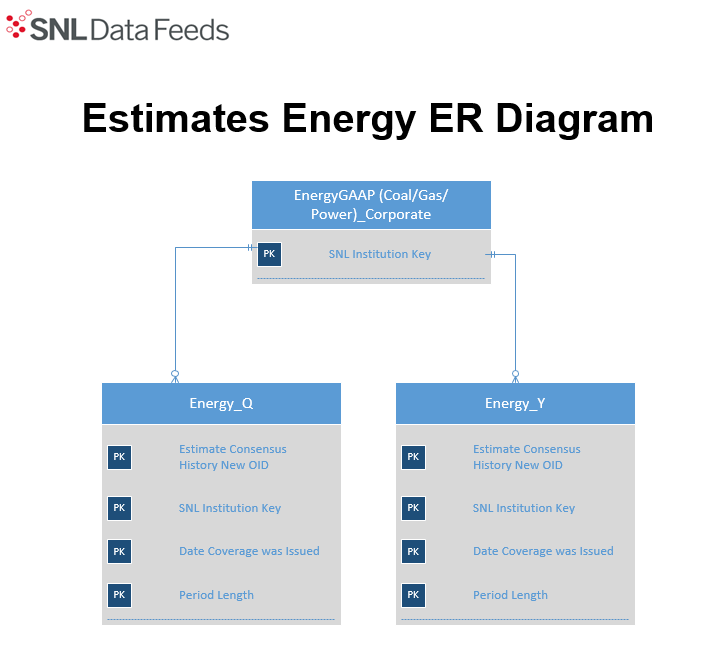 SNL Data Feeds
Estimates Energy ER Diagram
EnergyGAAP (Coal/Gas/
Power)_Corporate
PK SNL Institution Key
Energy_Q
PK Estimate Consensus
History New OID
PK SNL Institution Key
PK Date Coverage was Issued
PK Period Length
Energy_Y
PK Estimate Consensus
History New OID
PK SNL Institution Key
PK Date Coverage was Issued
PK Period Length